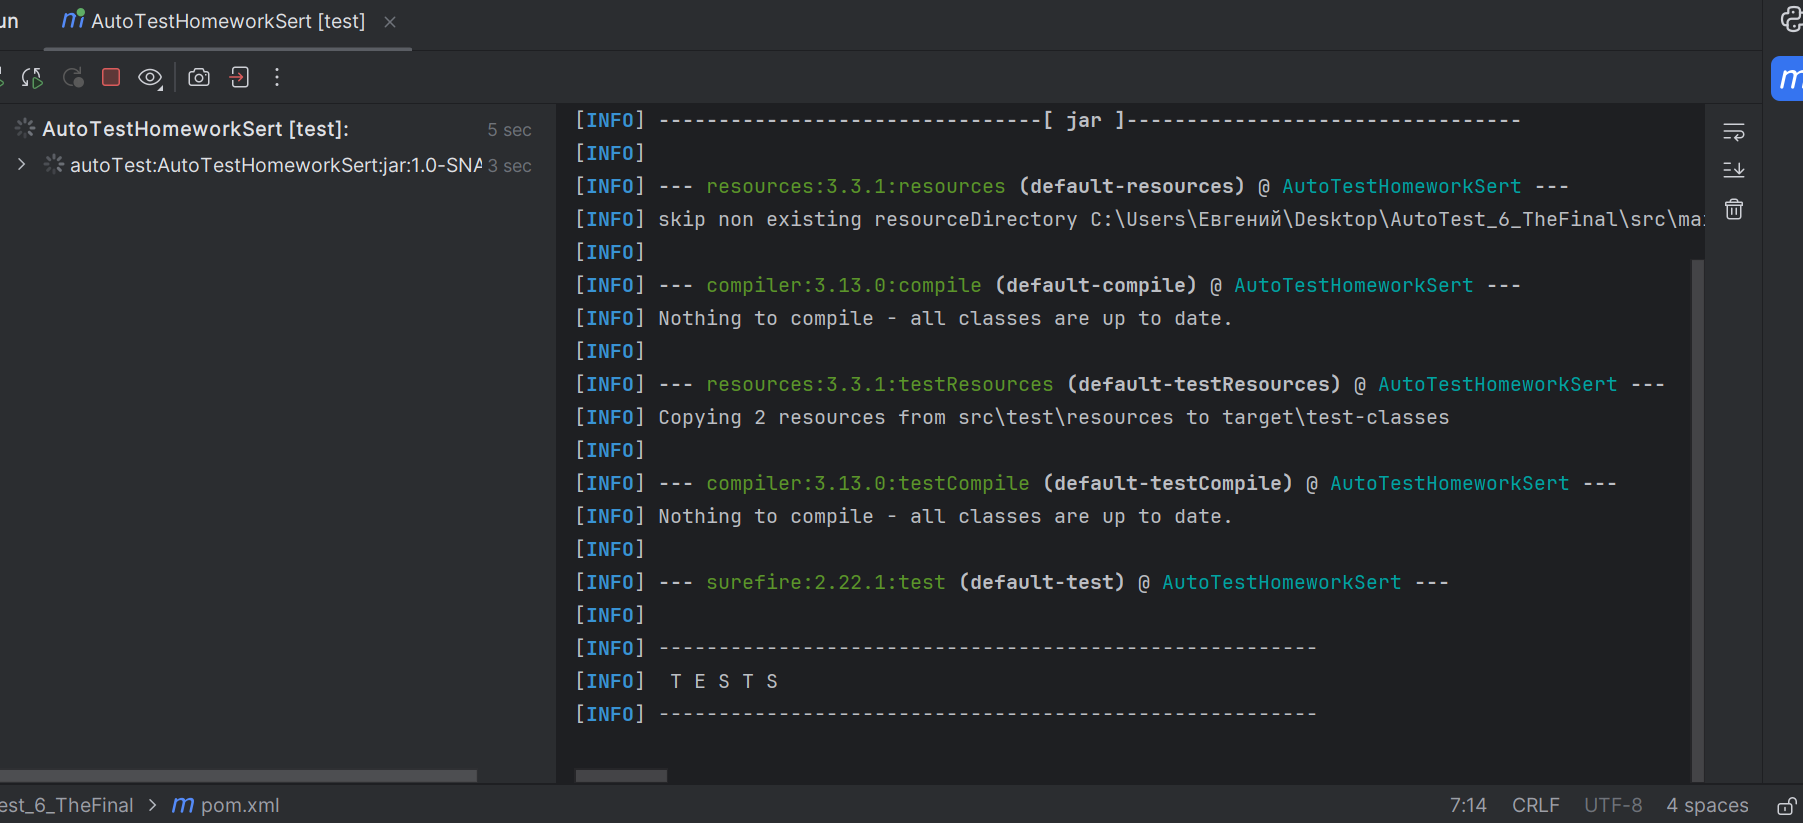 un
AutoTestHomeworkSert [test]
AutoTestHomeworkSert [test]: 5 sec
autoTest:AutoTestHomeworkSert:jar:1.0-SNA 3 sec
[INFO] --------------------------------[ jar ]---------------------------------
[INFO]
[INFO] --- resources:3.3.1:resources (default-resources) @ AutoTestHomeworkSert ---
[INFO] skip non existing resourceDirectory C:\Users\Евгений\Desktop\AutoTest_6_TheFinal\src\mai
[INFO]
[INFO] --- compiler:3.13.0:compile (default-compile) @ AutoTestHomeworkSert ---
[INFO] Nothing to compile - all classes are up to date.
[INFO]
[INFO] --- resources:3.3.1:testResources (default-testResources) @ AutoTestHomeworkSert ---
[INFO] Copying 2 resources from src\test\resources to target\test-classes
[INFO]
[INFO] --- compiler:3.13.0:testCompile (default-testCompile) @ AutoTestHomeworkSert ---
[INFO] Nothing to compile - all classes are up to date.
[INFO]
[INFO] --- surefire:2.22.1:test (default-test) @ AutoTestHomeworkSert ---
[INFO]
[INFO] -------------------------------------------------------
[INFO]  T E S T S
[INFO] -------------------------------------------------------
est_6_TheFinal > m pom.xml
7:14 CRLF UTF-8 4 spaces